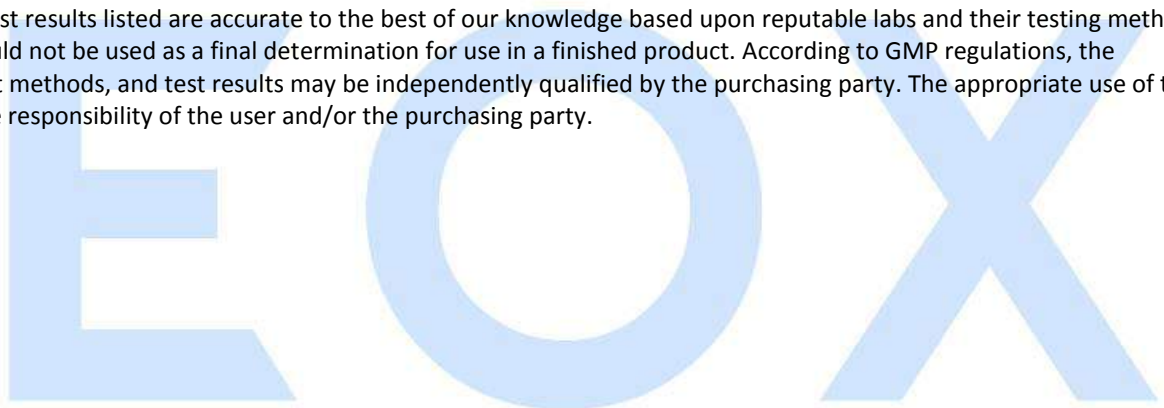 st results listed are accurate to the best of our knowledge based upon reputable labs and their testing meth
uld not be used as a final determination for use in a finished product. According to GMP regulations, the
t methods, and test results may be independently qualified by the purchasing party. The appropriate use of t
e responsibility of the user and/or the purchasing party.
EOX